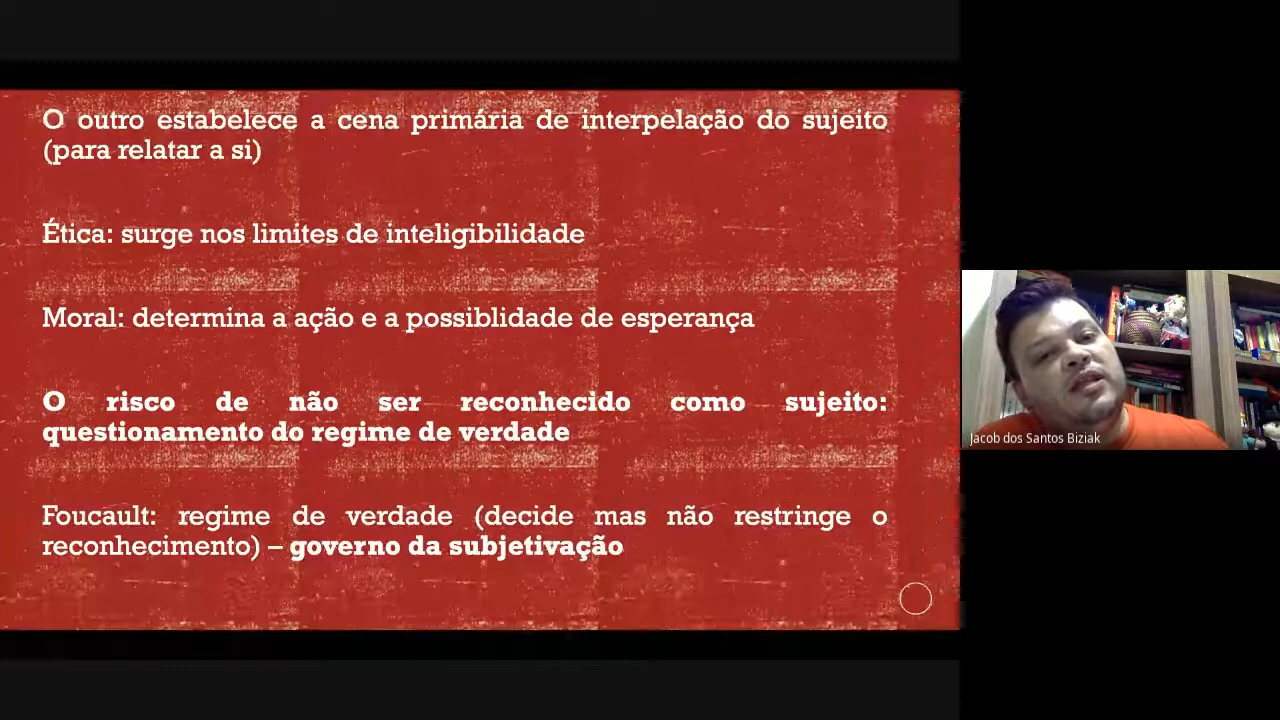 O outro estabelece a cena primária de interpelação do sujeito
(para relatar a si)
Ética: surge nos limites de inteligibilidade
Moral: determina a ação e a possiblidade de esperança
O risco de não ser reconhecido como sujeito:
questionamento do regime de verdade
Foucault: regime de verdade (decide mas não restringe o
reconhecimento) – governo da subjetivação
Jacob dos Santos Biziak